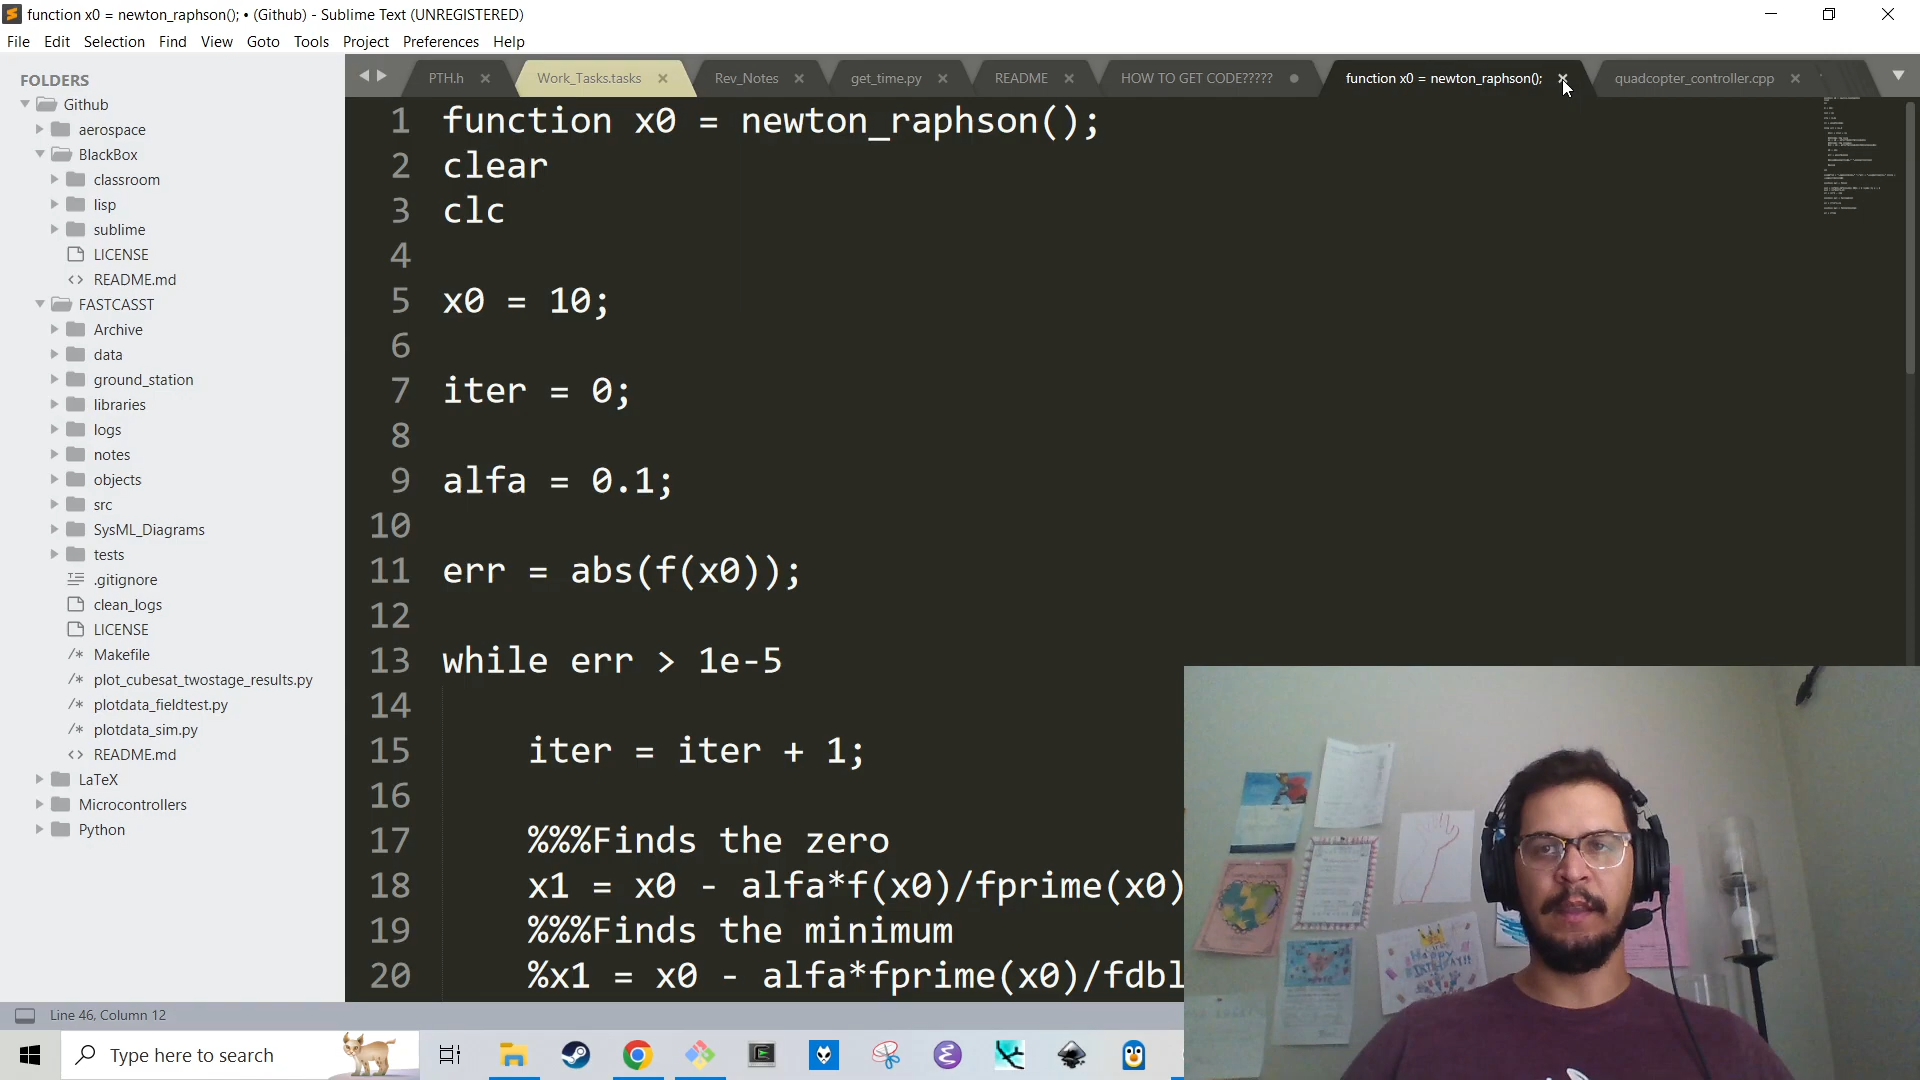 function x0 = newton_raphson(); • (Github) - Sublime Text (UNREGISTERED)
File Edit Selection Find View Goto Tools Project Preferences Help
FOLDERS
Github
aerospace
BlackBox
classroom
lisp
sublime
LICENSE
<> README.md
FASTCASST
Archive
data
ground_station
libraries
logs
notes
objects
src
SysML_Diagrams
tests
.gitignore
clean_logs
LICENSE
/* Makefile
/* plot_cubesat_twostage_results.py
/* plotdata_fieldtest.py
/* plotdata_sim.py
<> README.md
LaTeX
Microcontrollers
Python
PTH.h Work_Tasks.tasks Rev_Notes get_time.py README HOW TO GET CODE????? function x0 = newton_raphson(); quadcopter_controller.cpp
1 function x0 = newton_raphson();
2 clear
3 clc
4
5 x0 = 10;
6
7 iter = 0;
8
9 alfa = 0.1;
10
11 err = abs(f(x0));
12
13 while err > 1e-5
14
15 iter = iter + 1;
16
17 %%%Finds the zero
18 x1 = x0 - alfa*f(x0)/fprime(x0)
19 %%%Finds the minimum
20 %x1 = x0 - alfa*fprime(x0)/fdbl
HAPPY
BIRTHDAY!!
Line 46, Column 12
Type here to search